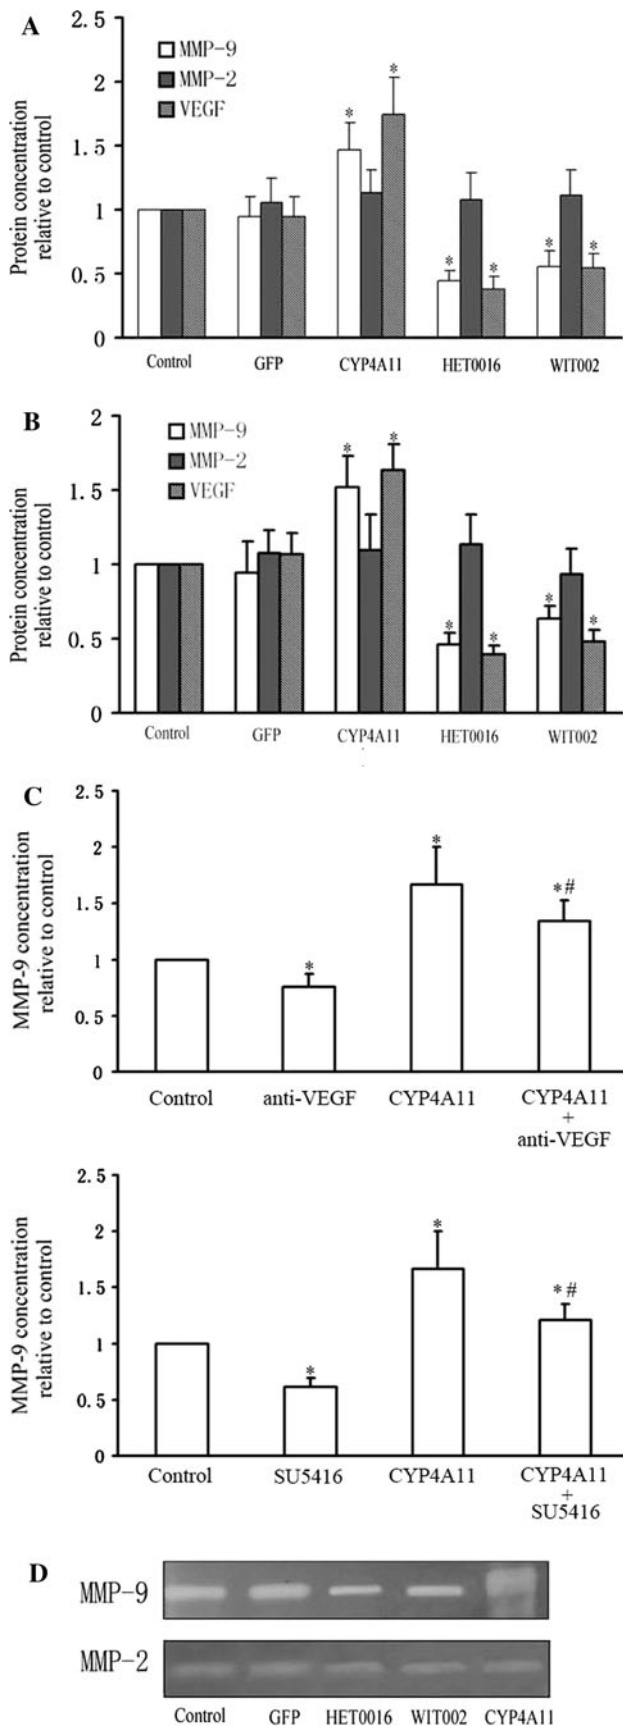 A
2.5
2
1.5
1
0.5
0
Protein concentration
relative to control
MMP-9
MMP-2
VEGF
* * * * * *
Control GFP CYP4A11 HET0016 WIT002
B
2
1.5
1
0.5
0
Protein concentration
relative to control
MMP-9
MMP-2
VEGF
* * * * * *
Control GFP CYP4A11 HET0016 WIT002
C
2.5
2
1.5
1
0.5
0
MMP-9 concentration
relative to control
* * *#
Control anti-VEGF CYP4A11 CYP4A11
+
anti-VEGF
2.5
2
1.5
1
0.5
0
MMP-9 concentration
relative to control
* * *#
Control SU5416 CYP4A11 CYP4A11
+
SU5416
D
MMP-9
MMP-2
Control GFP HET0016 WIT002 CYP4A11